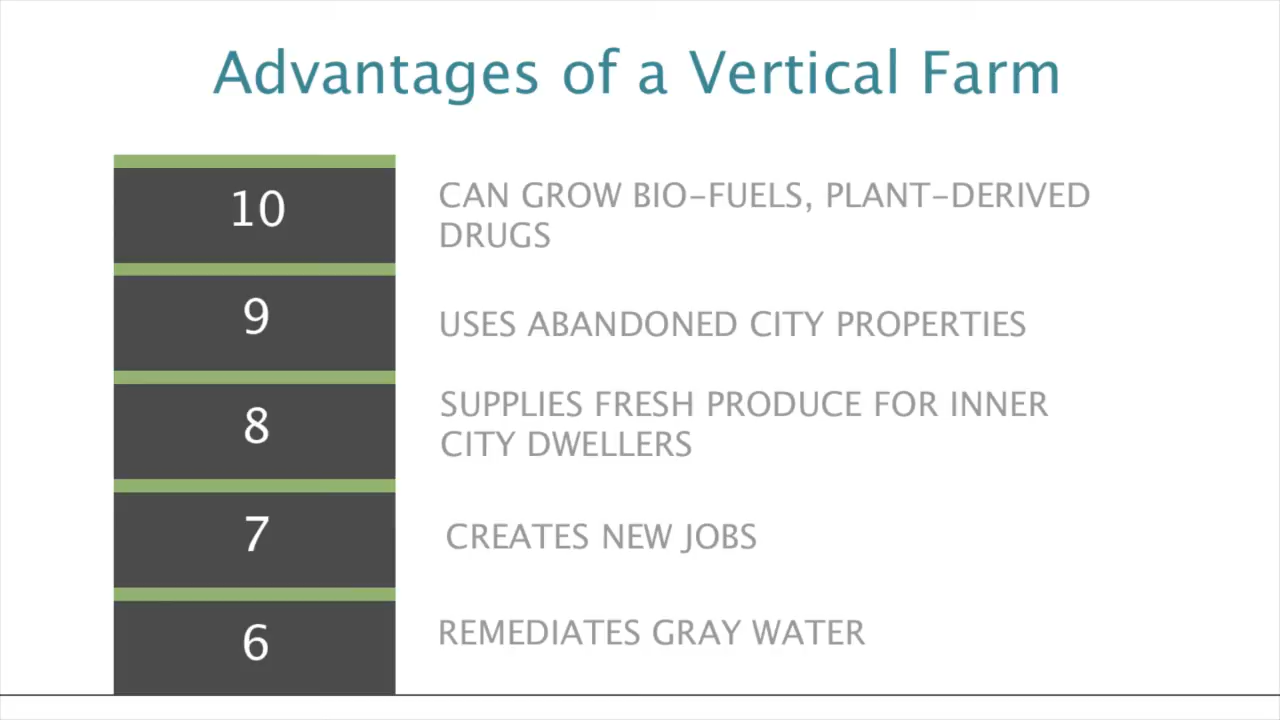 Advantages of a Vertical Farm
10
CAN GROW BIO-FUELS, PLANT-DERIVED
DRUGS
9
USES ABANDONED CITY PROPERTIES
8
SUPPLIES FRESH PRODUCE FOR INNER
CITY DWELLERS
7
CREATES NEW JOBS
6
REMEDIATES GRAY WATER